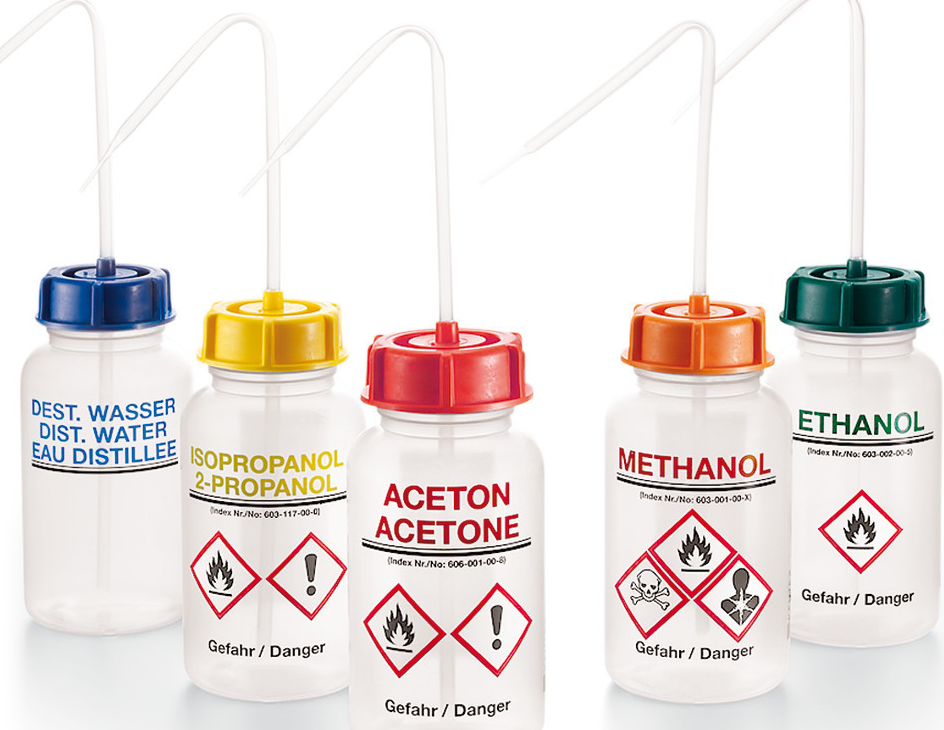 DEST. WASSER
DIST. WATER
EAU DISTILLEE
ISOPROPANOL
2-PROPANOL
(Index Nr./No: 603-117-00-0)
Gefahr / Danger
ACETON
ACETONE
(Index Nr./No: 606-001-00-8)
Gefahr / Danger
METHANOL
(Index Nr./No: 603-001-00-X)
Gefahr / Danger
ETHANOL
(Index Nr./No: 603-002-00-5)
Gefahr / Danger